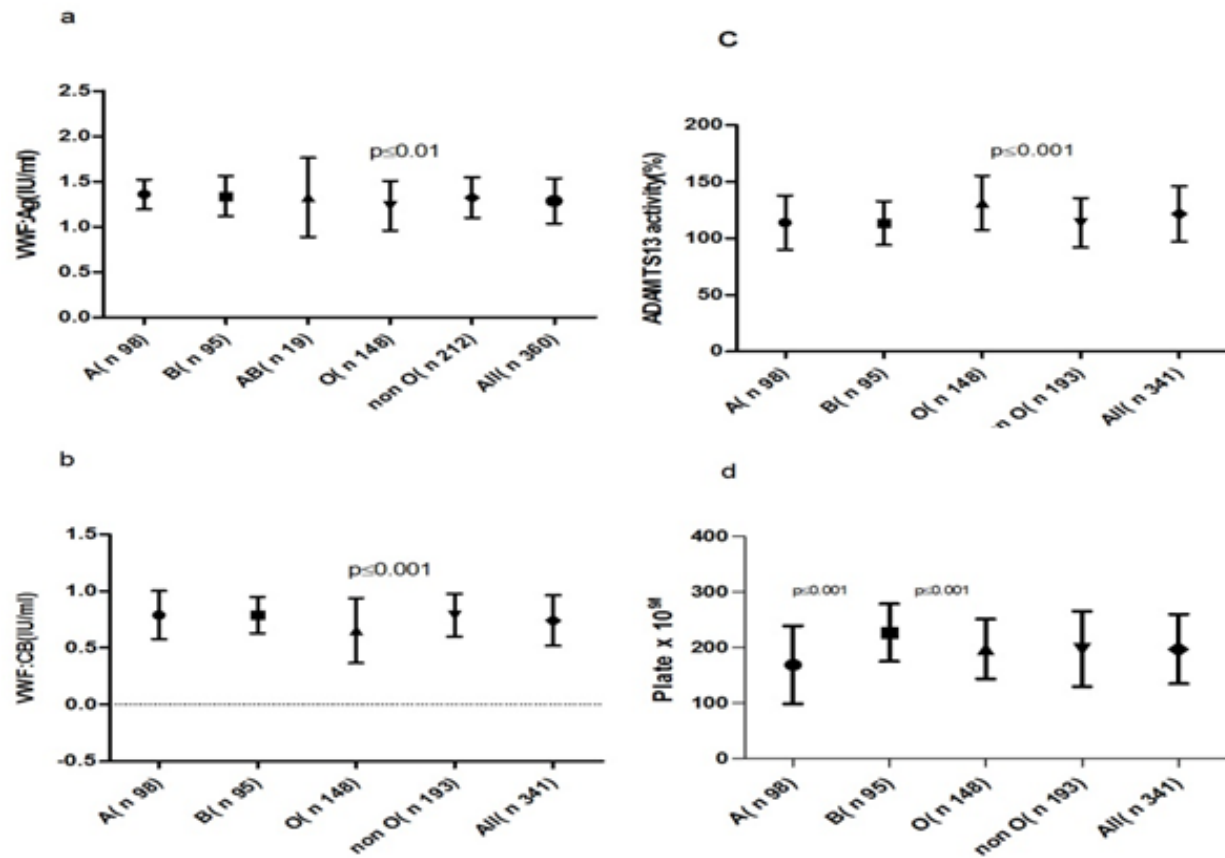 a
2.5
2.0
1.5
1.0
0.5
0.0
VWF:Ag(IU/ml)
p≤0.01
A( n 98)
B( n 95)
AB( n 19)
O( n 148)
non O( n 212)
All( n 360)
C
200
150
100
50
0
ADAMTS13 activity(%)
p≤0.001
A( n 98)
B( n 95)
O( n 148)
n O( n 193)
All( n 341)
b
1.5
1.0
0.5
0.0
-0.5
VWF:CB(IU/ml)
p≤0.001
A( n 98)
B( n 95)
O( n 148)
non O( n 193)
All( n 341)
d
400
300
200
100
0
Plate x 10
p≤0.001
p≤0.001
A( n 98)
B( n 95)
O( n 148)
non O( n 193)
All( n 341)